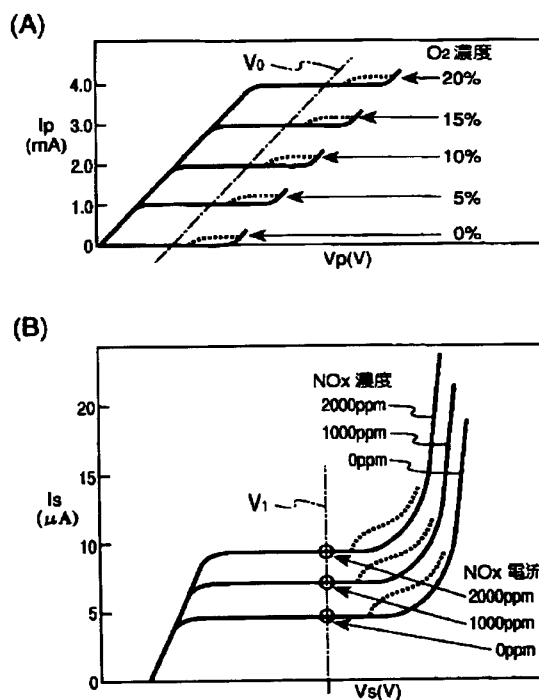 (A)
V0
O2 濃度
20%
15%
10%
5%
0%
4.0
3.0
2.0
1.0
0
Ip
(mA)
Vp(V)
(B)
NOx 濃度
2000ppm
1000ppm
0ppm
V1
20
15
10
5
0
Is
(μA)
NOx 電流
2000ppm
1000ppm
0ppm
Vs(V)